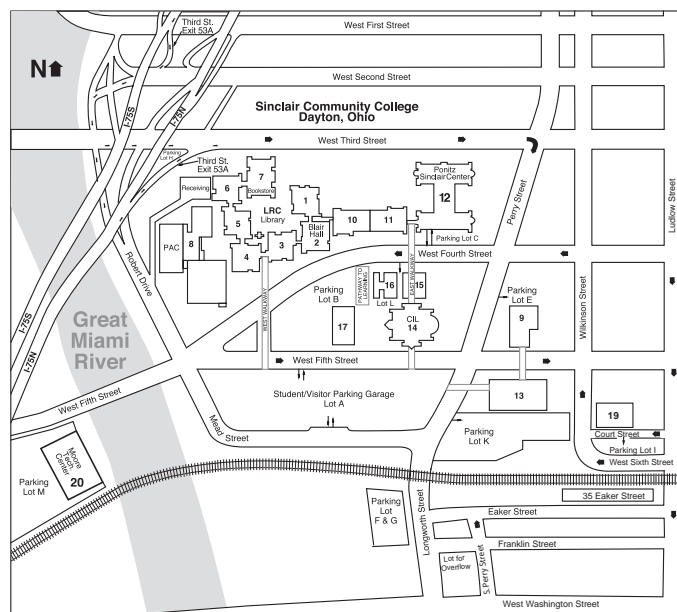 West First Street
Third St.
Exit 53A
Ludlow Street
N
West Second Street
I-75S
I-75N
Sinclair Community College
Dayton, Ohio
West Third Street
Parking
Lot H
Third St.
Exit 53A
Receiving
6
7
Bookstore
Ponitz
Sinclair Center
12
Perry Street
1
LRC
Library
Blair
Hall
2
10
11
5
3
4
PAC
8
Parking Lot C
West Fourth Street
Robert Drive
WEST WALKWAY
EAST WALKWAY
PATHWAY TO
LEARNING
Parking
Lot B
16
15
Lot L
17
CIL
14
Parking
Lot E
9
Wilkinson Street
Great
Miami
River
I-75S
I-75N
West Fifth Street
West Fifth Street
Student/Visitor Parking Garage
Lot A
13
19
Mead
Street
Court Street
Parking Lot I
West Sixth Street
Parking
Lot K
Moore
Tech.
Center
20
Parking
Lot M
35 Eaker Street
Parking
Lot
F & G
Longworth Street
Eaker Street
Franklin Street
Lot for
Overflow
S. Perry Street
West Washington Street